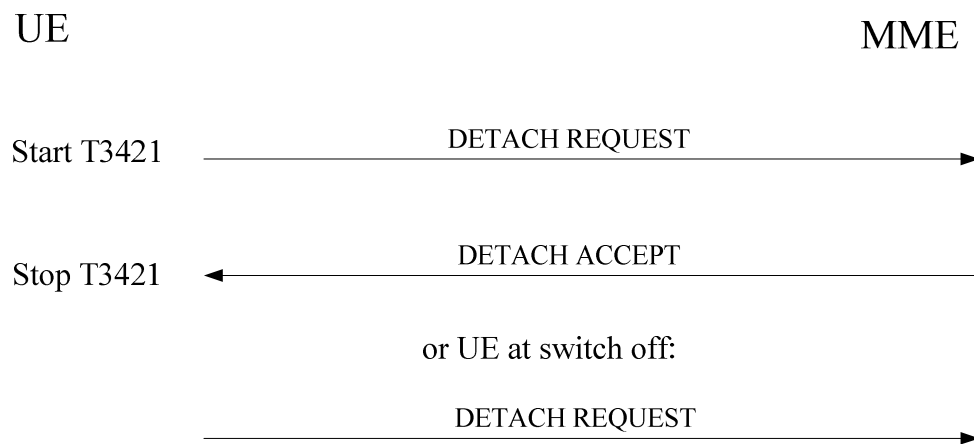 UE
MME
Start T3421
DETACH REQUEST
Stop T3421
DETACH ACCEPT
or UE at switch off:
DETACH REQUEST